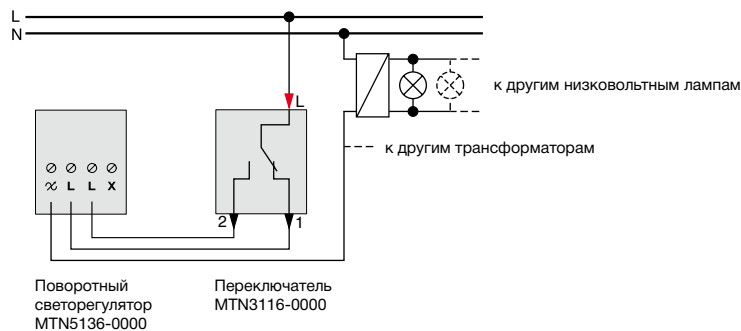 L
N
к другим низковольтным лампам
L
к другим трансформаторам
L L X
2 1
Поворотный
светорегулятор
MTN5136-0000
Переключатель
MTN3116-0000